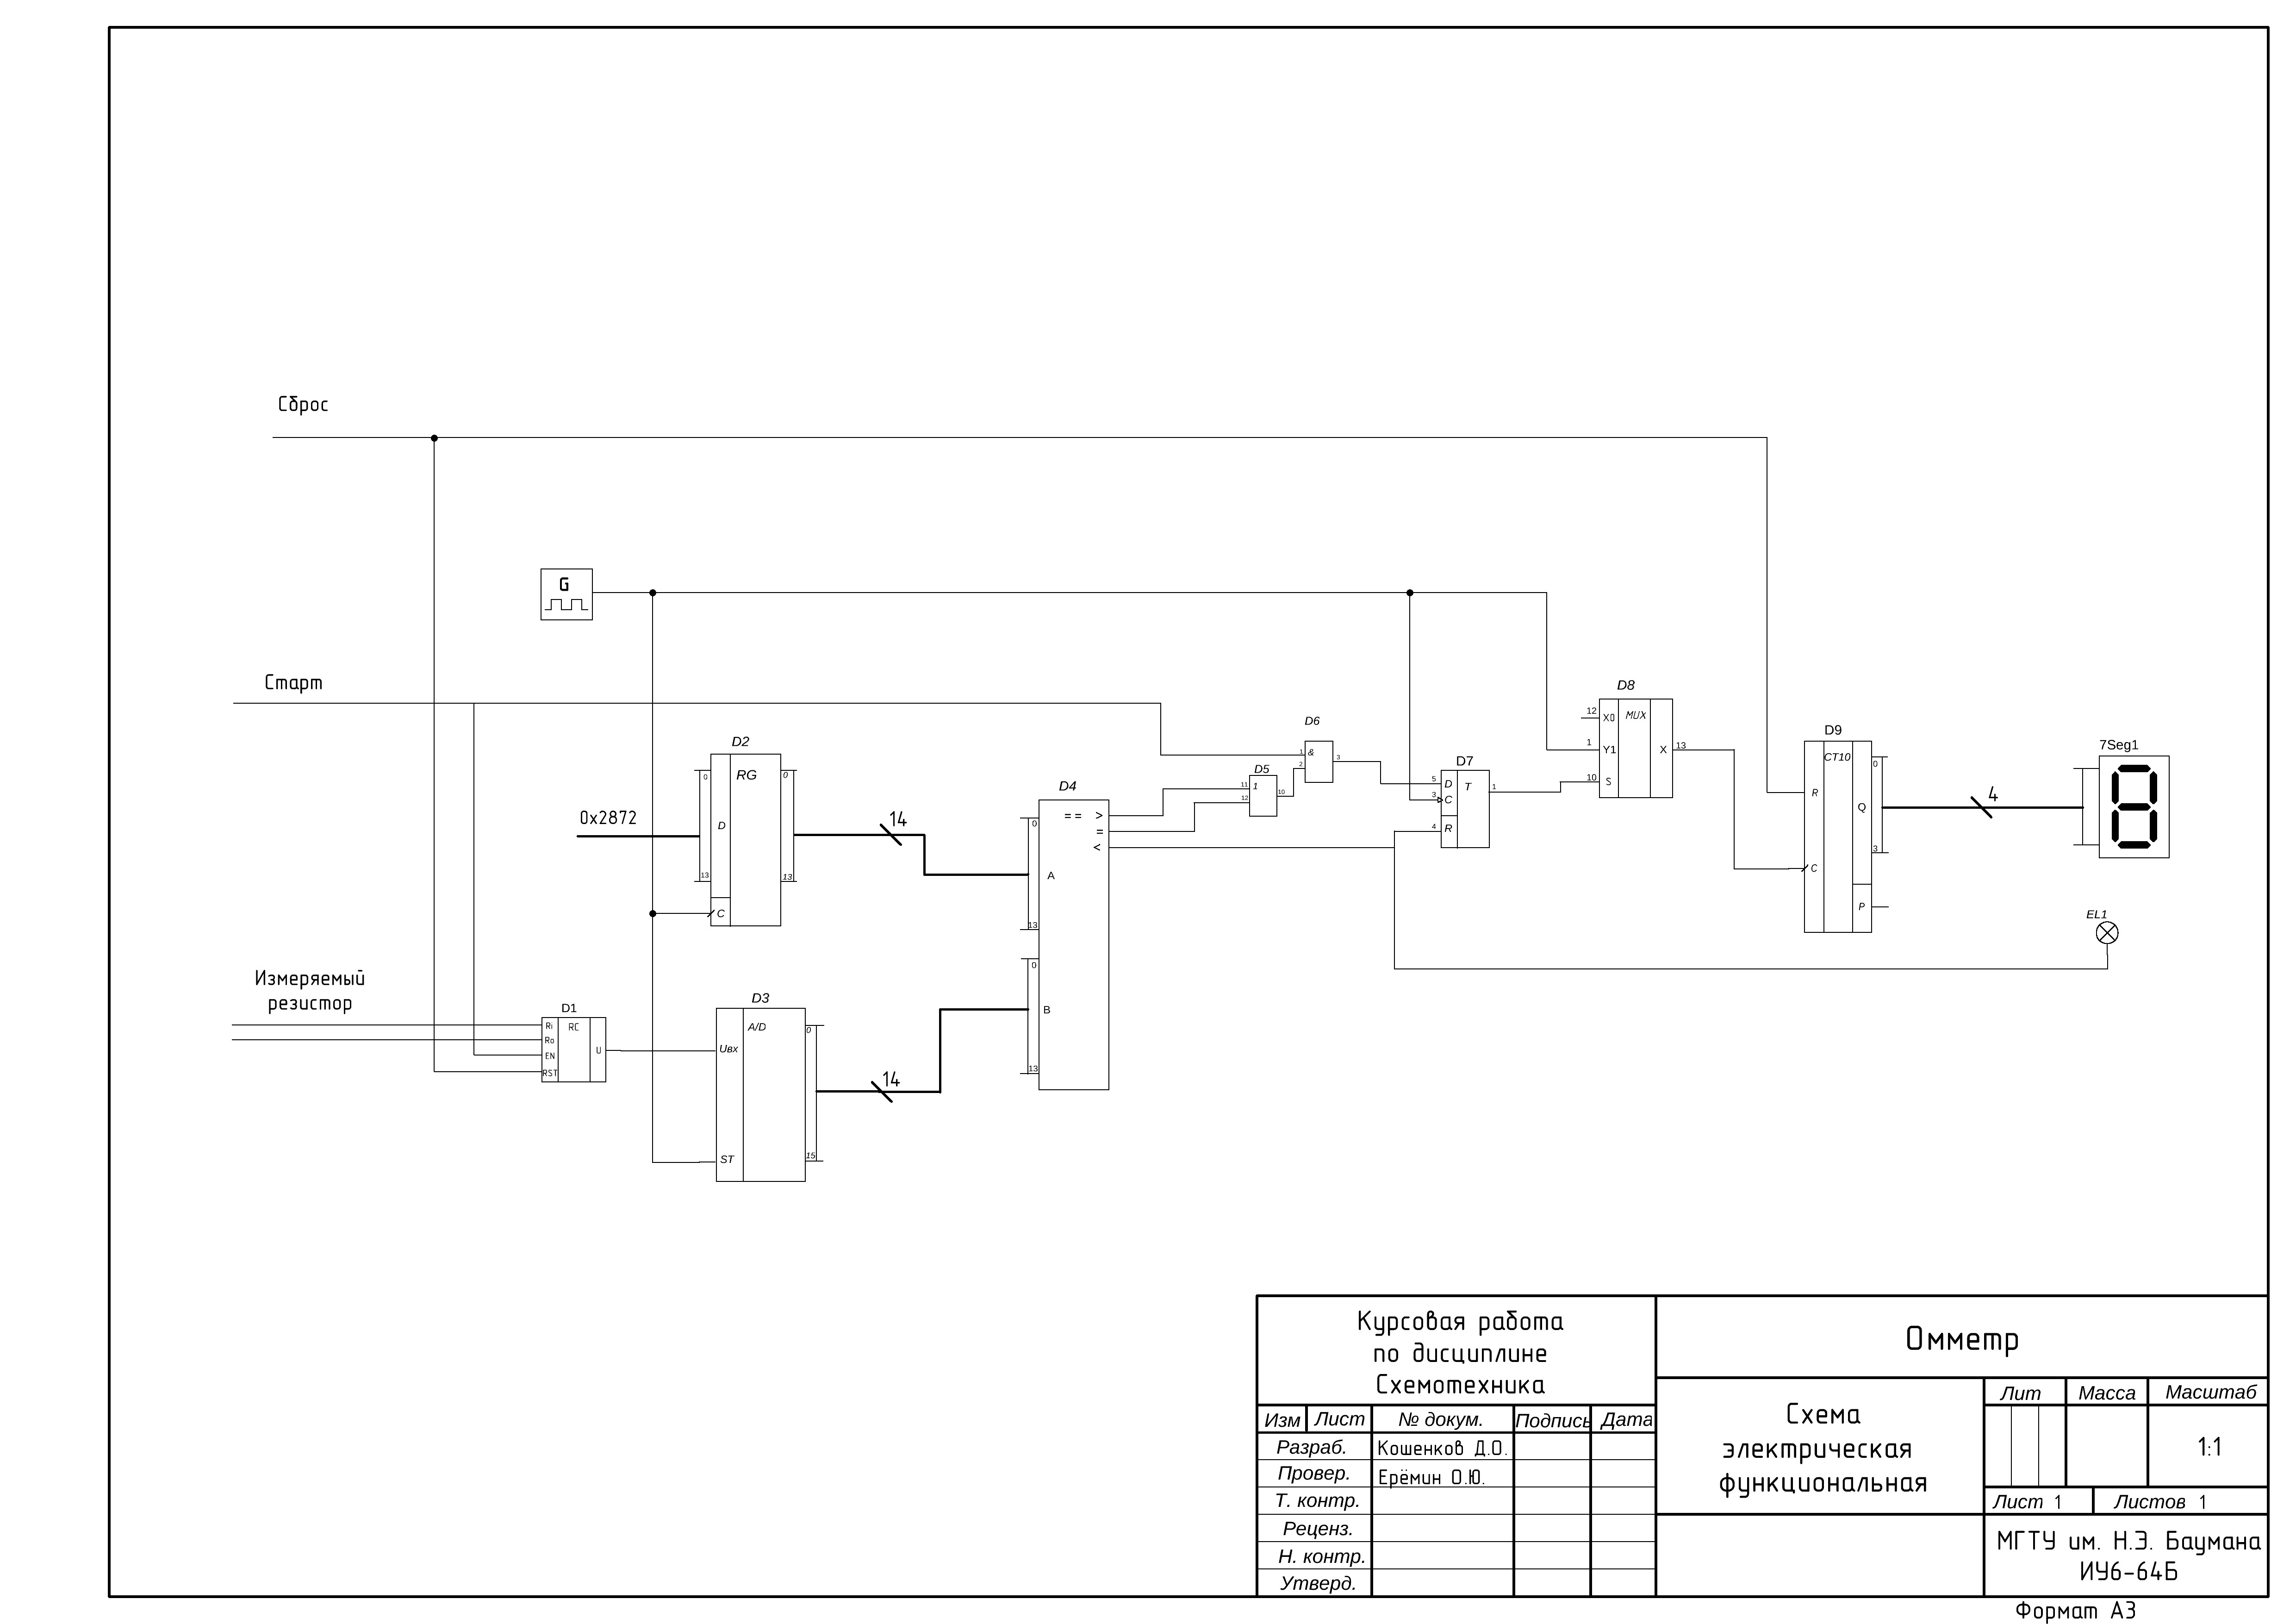 Сброс
G
Старт
D8
12 X0 MUX
1 Y1 X 13
10 S
D6
1 & 3
2
D9
CT10 0
R
Q
3
C
P
7Seg1
4
D2
0 RG 0
D
13 13
C
0x2872
14
D5
11 1 10
12
D7
5 D T 1
3 C
4 R
D4
0 == >
=
<
A
13
0
B
13
EL1
Измеряемый
резистор
D1
Ri RC
Ro
EN U
RST
D3
A/D 0
Uвх
ST 15
14
Курсовая работа
по дисциплине
Схемотехника
Омметр
Изм Лист № докум. Подпись Дата
Разраб. Кошенков Д.О.
Провер. Ерёмин О.Ю.
Т. контр.
Реценз.
Н. контр.
Утверд.
Схема
электрическая
функциональная
Лит Масса Масштаб
1:1
Лист 1 Листов 1
МГТУ им. Н.Э. Баумана
ИУ6-64Б
Формат А3